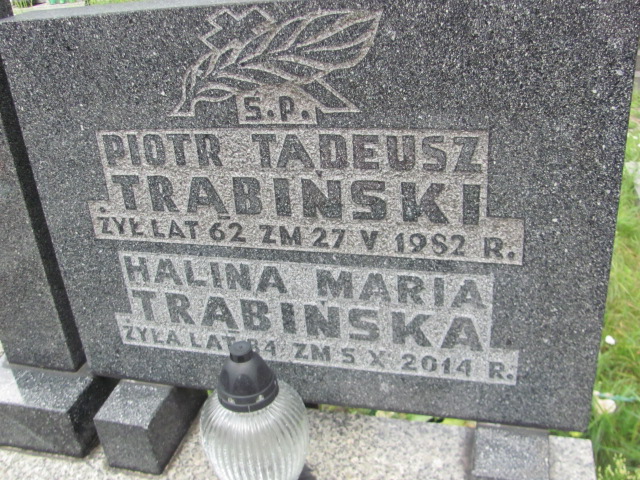 Ś.P.
PIOTR TADEUSZ
TRĄBIŃSKI
ŻYŁ LAT 62 ZM 27 V 1982 R.
HALINA MARIA
TRĄBIŃSKA
ŻYŁA LAT 84 ZM 5 X 2014 R.